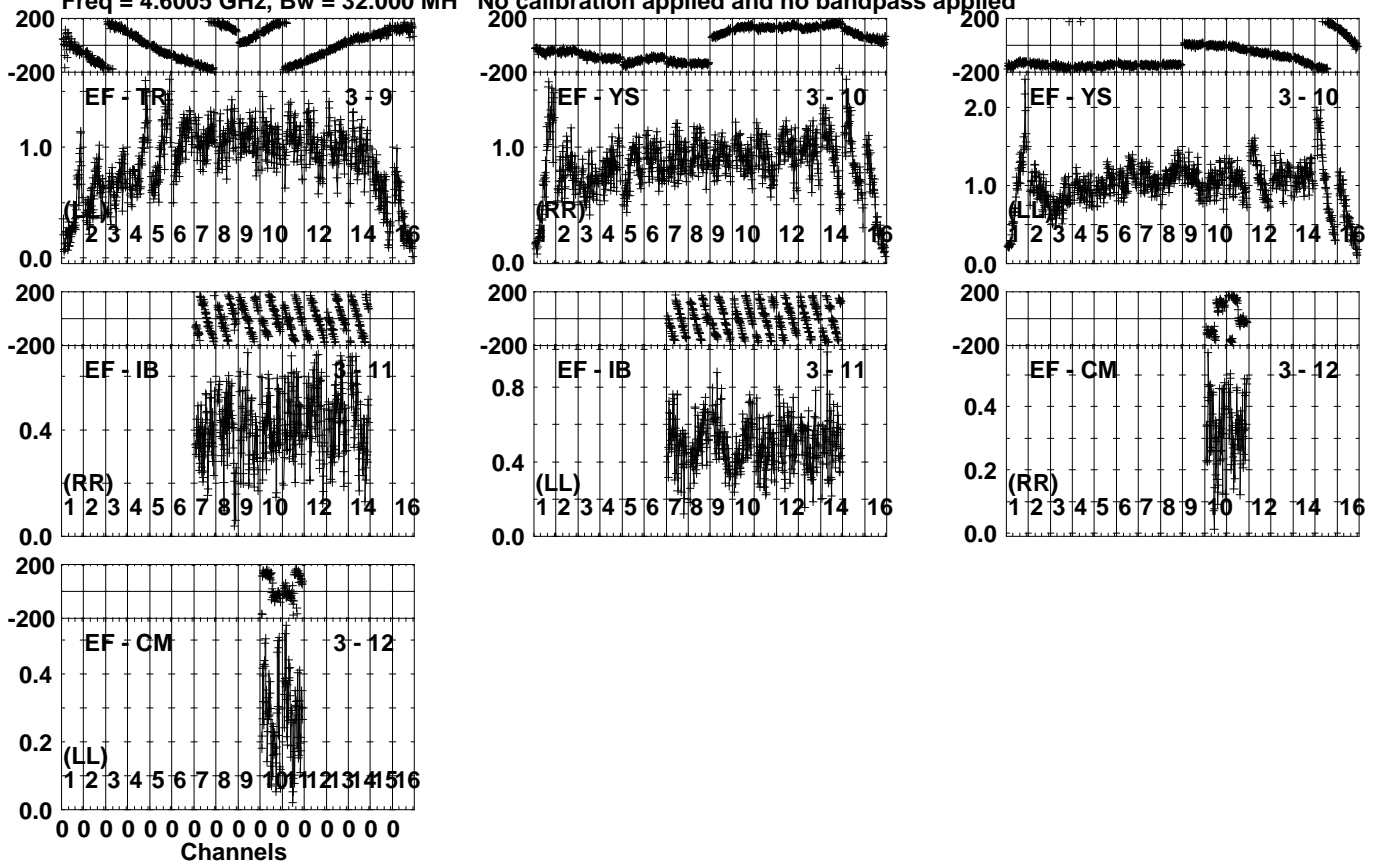 Freq = 4.6005 GHz, Bw = 32.000 MH No calibration applied and no bandpass applied
200
-200
EF - TR 3 - 9
1.0
(LL)
2 3 4 5 6 7 8 9 10 12 14 16
0.0
200
-200
EF - YS 3 - 10
1.0
(RR)
1 2 3 4 5 6 7 8 9 10 12 14 16
0.0
200
-200
EF - YS 3 - 10
2.0
1.0
(LL)
1 2 3 4 5 6 7 8 9 10 12 14 16
0.0
200
-200
EF - IB 3 - 11
0.4
(RR)
1 2 3 4 5 6 7 8 9 10 12 14 16
0.0
200
-200
EF - IB 3 - 11
0.8
0.4
(LL)
1 2 3 4 5 6 7 8 9 10 12 14 16
0.0
200
-200
EF - CM 3 - 12
0.4
0.2
(RR)
1 2 3 4 5 6 7 8 9 10 12 14 16
0.0
200
-200
EF - CM 3 - 12
0.4
0.2
(LL)
1 2 3 4 5 6 7 8 9 10 11 12 13 14 15 16
0.0
0 0 0 0 0 0 0 0 0 0 0 0 0 0 0 0
Channels